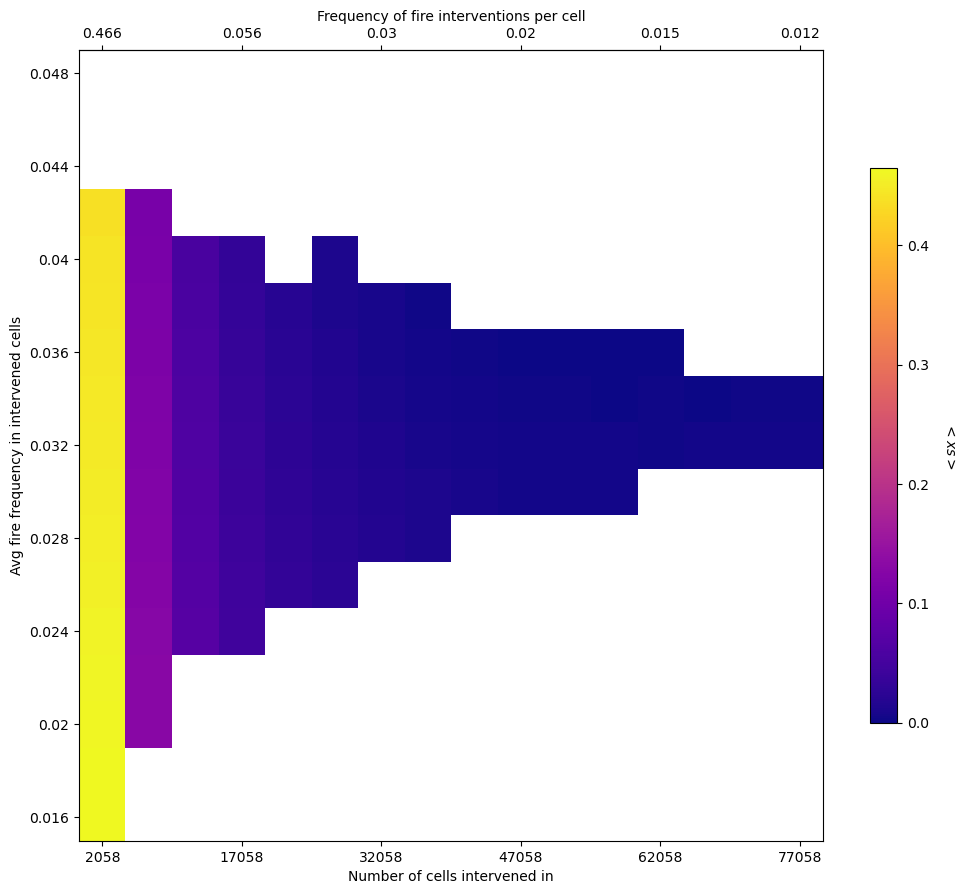 Frequency of fire interventions per cell
0.466 0.056 0.03 0.02 0.015 0.012
0.048
0.044
0.04
0.036
0.032
0.028
0.024
0.02
0.016
Avg fire frequency in intervened cells
2058 17058 32058 47058 62058 77058
Number of cells intervened in
0.4
0.3
0.2
0.1
0.0
< sx >